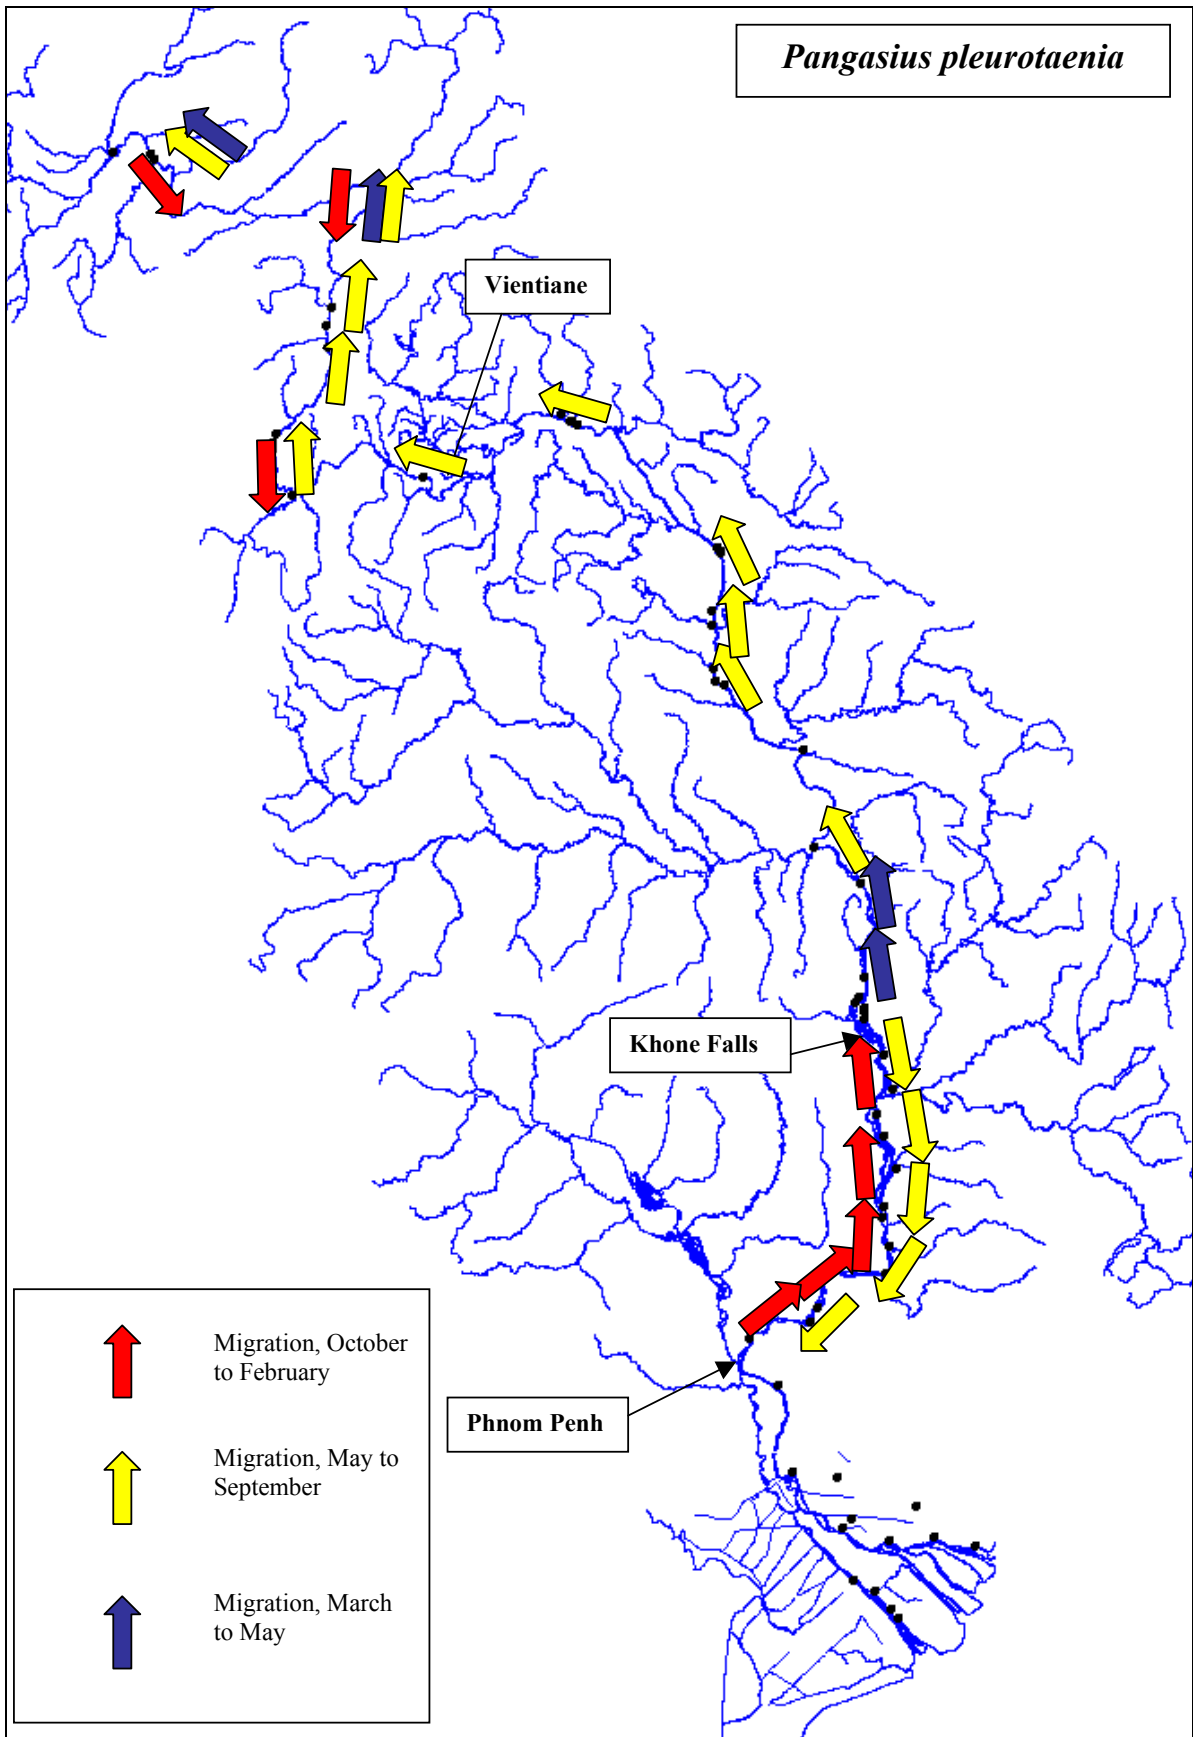 Pangasius pleurotaenia
Vientiane
Khone Falls
Phnom Penh
Migration, October
to February
Migration, May to
September
Migration, March
to May